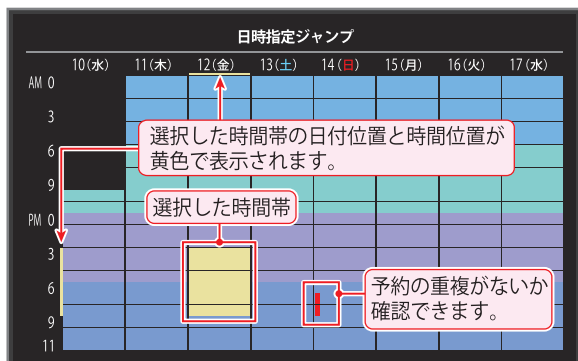 日時指定ジャンプ
10(水) 11(木) 12(金) 13(土) 14(日) 15(月) 16(火) 17(水)
AM 0
3
6
9
PM 0
3
6
9
11
選択した時間帯の日付位置と時間位置が
黄色で表示されます。
選択した時間帯
予約の重複がないか
確認できます。